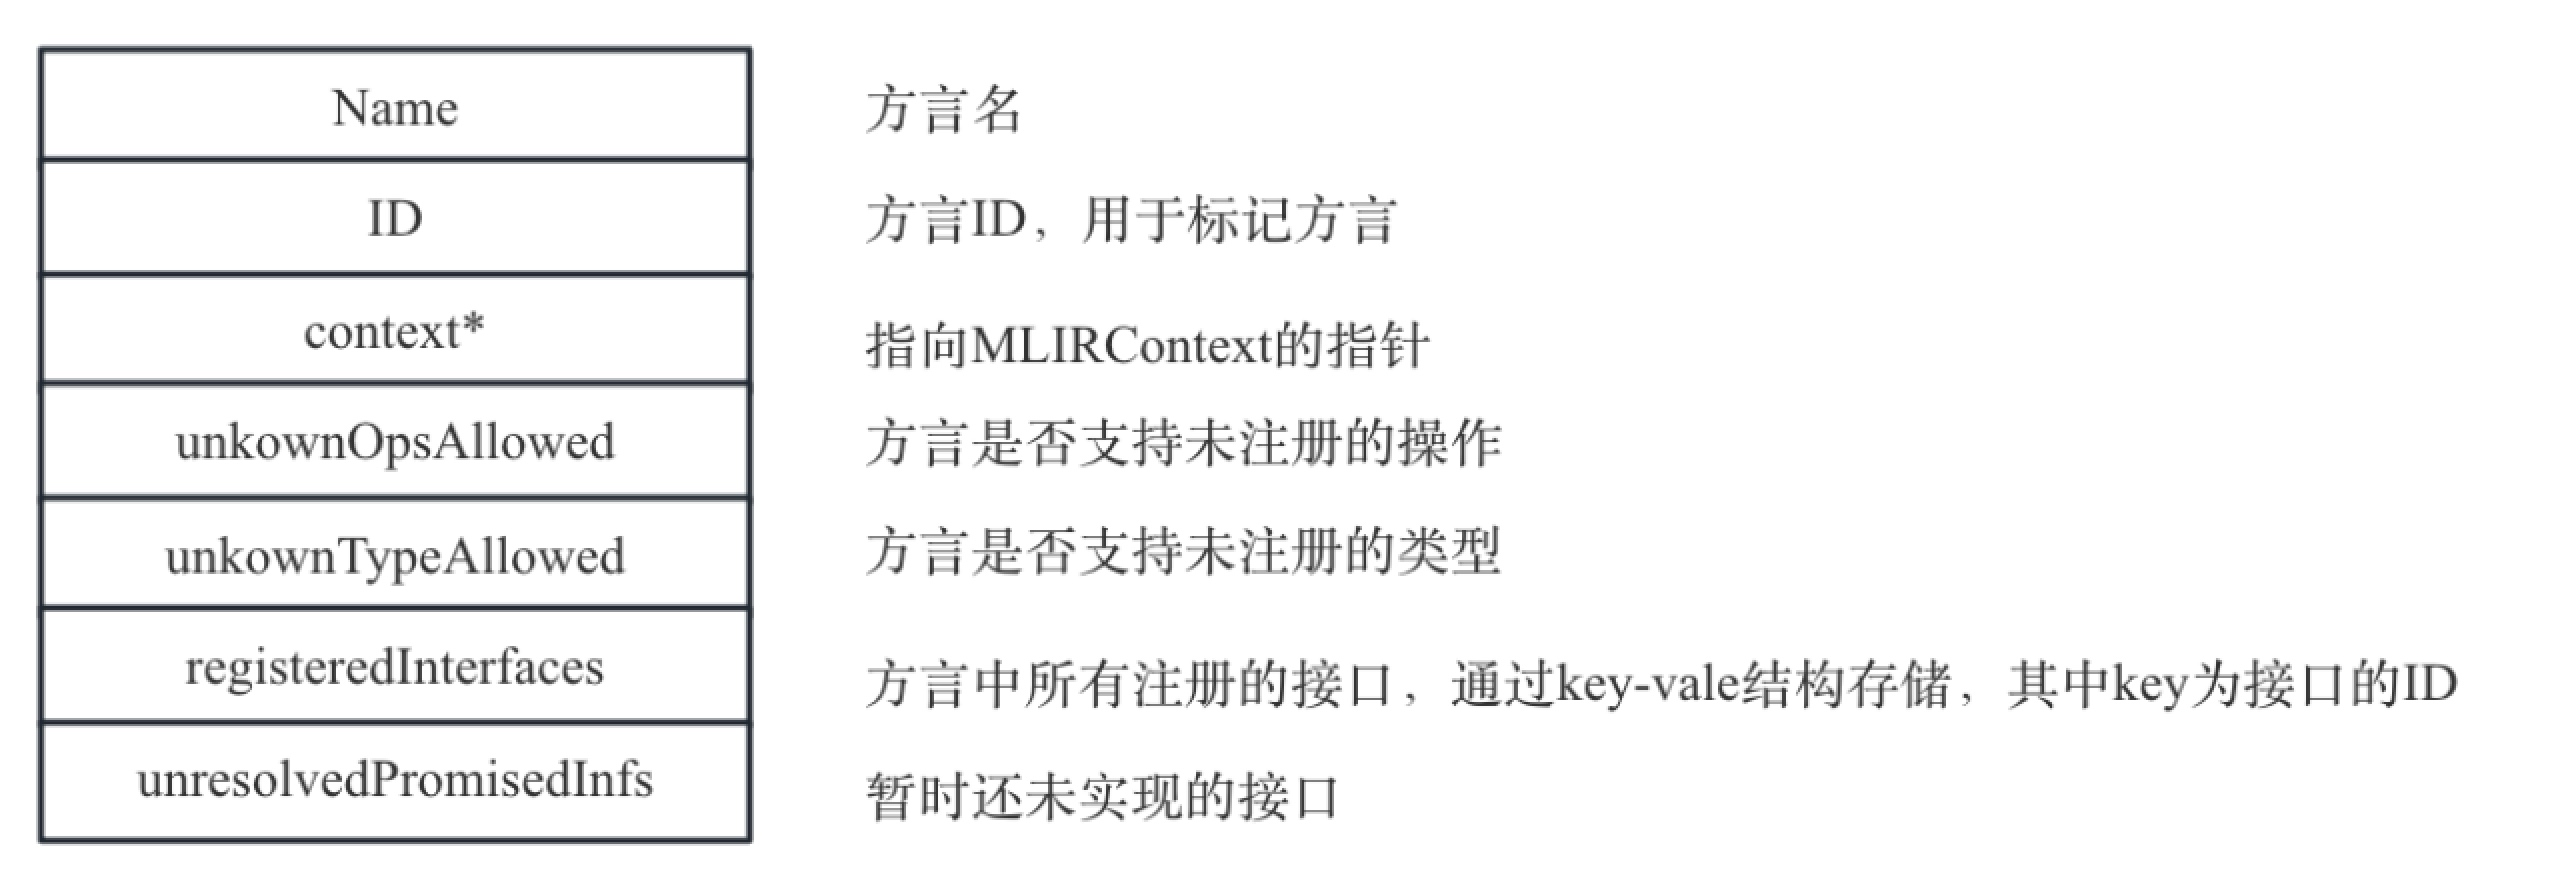 Name 方言名
ID 方言ID，用于标记方言
context* 指向MLIRContext的指针
unkownOpsAllowed 方言是否支持未注册的操作
unkownTypeAllowed 方言是否支持未注册的类型
registeredInterfaces 方言中所有注册的接口，通过key-vale结构存储，其中key为接口的ID
unresolvedPromisedInfs 暂时还未实现的接口